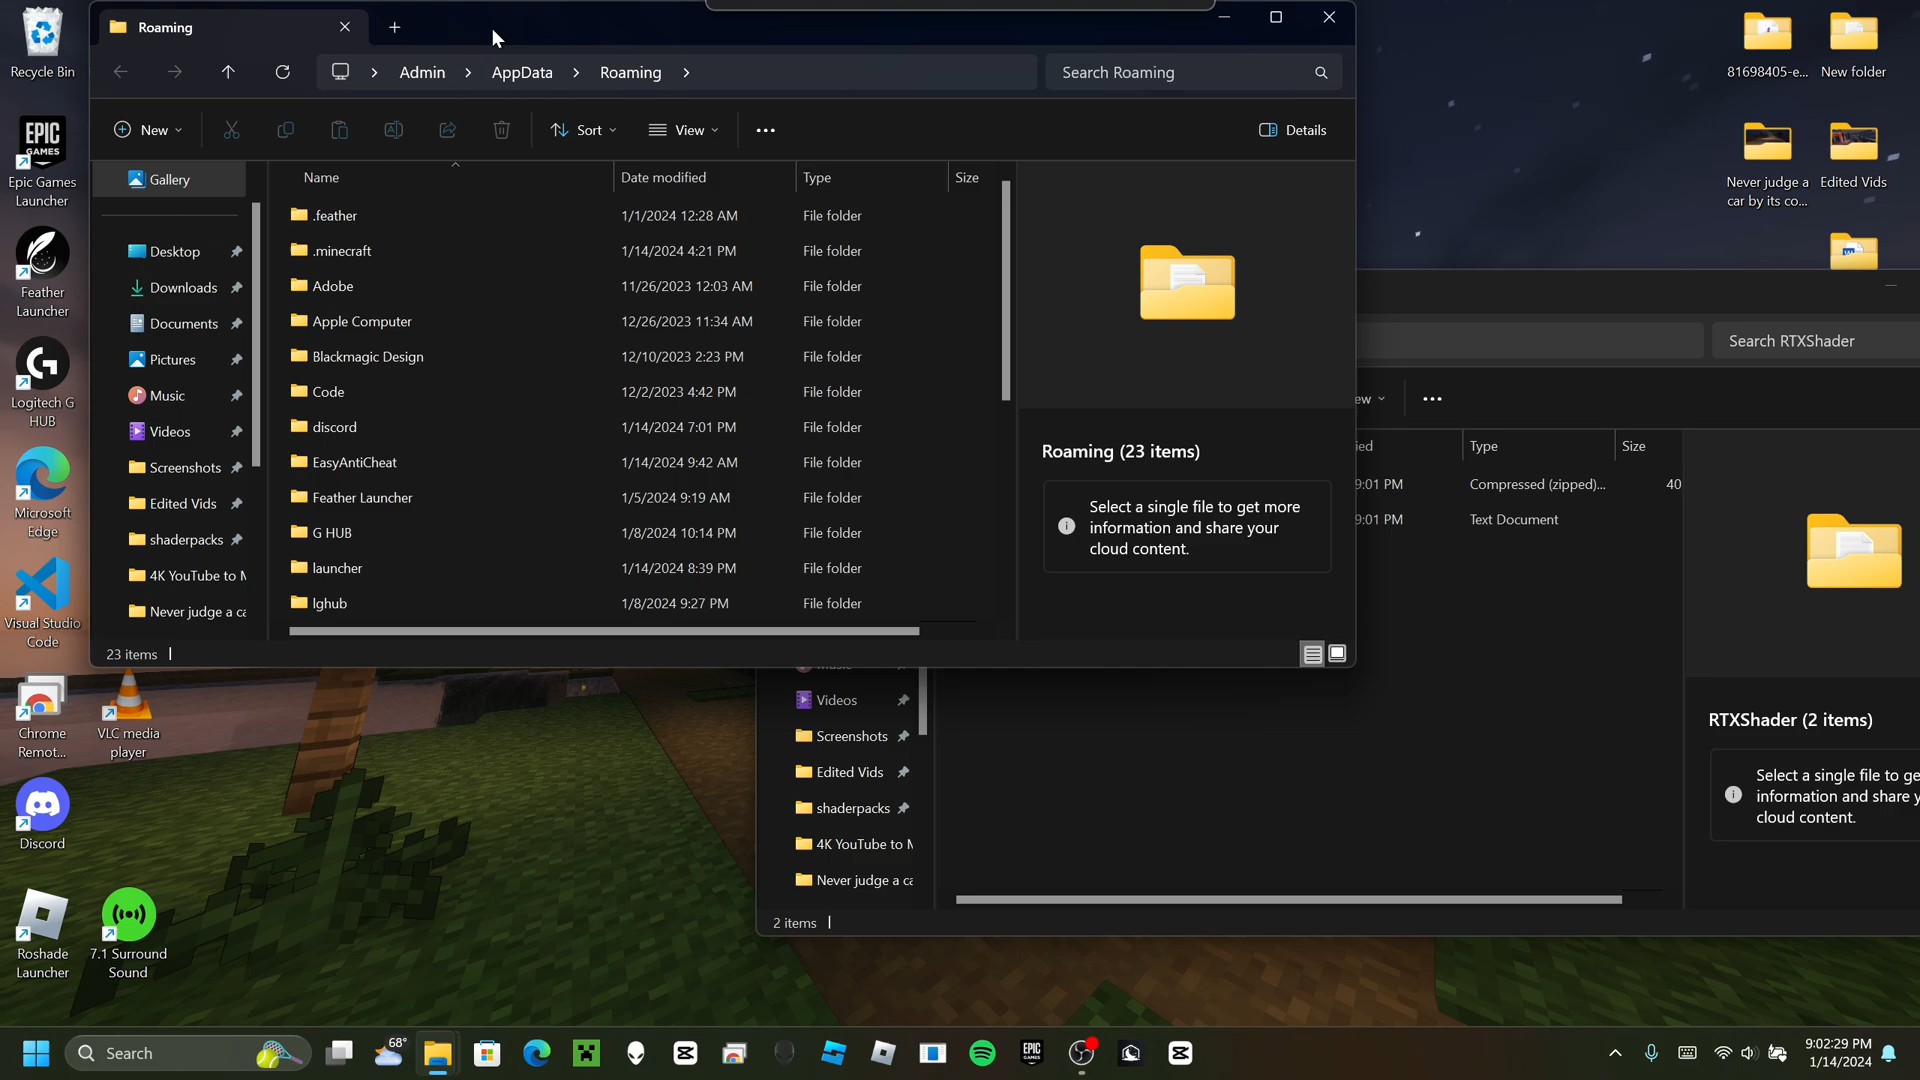 Roaming
Admin
AppData
Roaming
Search Roaming
New
Sort
View
Details
Gallery
Desktop
Downloads
Documents
Pictures
Music
Videos
Screenshots
Edited Vids
shaderpacks
4K YouTube to M
Never judge a ca
Name
Date modified
Type
Size
.feather 1/1/2024 12:28 AM File folder
.minecraft 1/14/2024 4:21 PM File folder
Adobe 11/26/2023 12:03 AM File folder
Apple Computer 12/26/2023 11:34 AM File folder
Blackmagic Design 12/10/2023 2:23 PM File folder
Code 12/2/2023 4:42 PM File folder
discord 1/14/2024 7:01 PM File folder
EasyAntiCheat 1/14/2024 9:42 AM File folder
Feather Launcher 1/5/2024 9:19 AM File folder
G HUB 1/8/2024 10:14 PM File folder
launcher 1/14/2024 8:39 PM File folder
lghub 1/8/2024 9:27 PM File folder
Roaming (23 items)
Select a single file to get more
information and share your
cloud content.
23 items
Recycle Bin
EPIC
GAMES
Epic Games
Launcher
Feather
Launcher
Logitech G
HUB
Microsoft
Edge
Visual Studio
Code
Chrome
Remot...
VLC media
player
Discord
Roshade
Launcher
7.1 Surround
Sound
81698405-e...
New folder
Never judge a
car by its co...
Edited Vids
Search RTXShader
ew
ied
Type
Size
9:01 PM Compressed (zipped)... 40
9:01 PM Text Document
RTXShader (2 items)
Select a single file to ge
information and share y
cloud content.
Videos
Screenshots
Edited Vids
shaderpacks
4K YouTube to M
Never judge a ca
2 items
Search
68°
EPIC
9:02:29 PM
1/14/2024